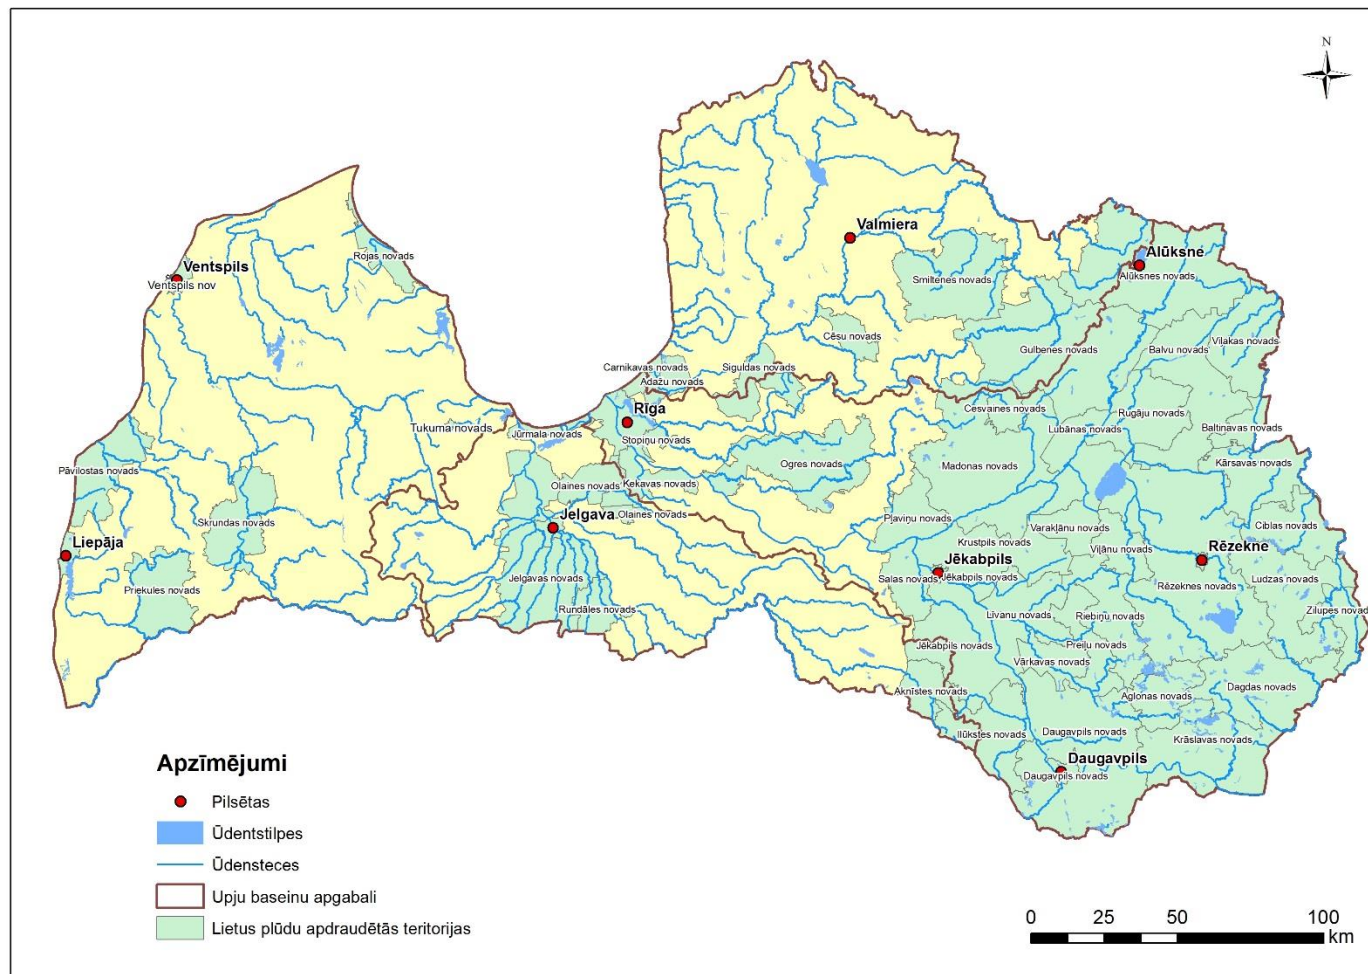 N
Valmiera
Alūksne
Alūksnes novads
Rojas novads
Ventspils
Ventspils nov
Smiltenes novads
Cēsu novads
Gulbenes novads
Balvu novads
Viļakas novads
Carnikavas novads
Siguldas novads
Ādažu novads
Rīga
Cesvaines novads
Rugāju novads
Tukuma novads
Jūrmala novads
Stopiņu novads
Lubānas novads
Baltinavas novads
Pāvilostas novads
Ogres novads
Madonas novads
Kārsavas novads
Olaines novads
Ķekavas novads
Skrundas novads
Jelgava
Olaines novads
Pļaviņu novads
Varakļānu novads
Ciblas novads
Liepāja
Krustpils novads
Viļānu novads
Rēzekne
Jēkabpils
Salas novads
Jēkabpils novads
Jelgavas novads
Rēzeknes novads
Ludzas novads
Priekules novads
Rundāles novads
Līvānu novads
Riebiņu novads
Zilupes novads
Jēkabpils novads
Preiļu novads
Vārkavas novads
Aknīstes novads
Aglonas novads
Dagdas novads
Ilūkstes novads
Daugavpils novads
Krāslavas novads
Daugavpils
Daugavpils novads
Apzīmējumi
Pilsētas
Ūdentstilpes
Ūdensteces
Upju baseinu apgabali
Lietus plūdu apdraudētās teritorijas
0 25 50 100
km